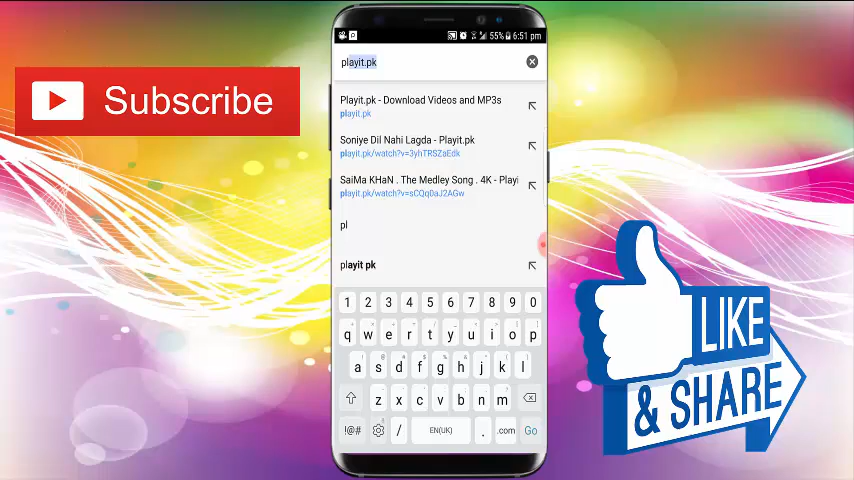 55% 6:51 pm
playit.pk
Subscribe
Playit.pk - Download Videos and MP3s
playit.pk
Soniye Dil Nahi Lagda - Playit.pk
playit.pk/watch?v=3yhTRSZaEdk
SaiMa KHaN . The Medley Song . 4K - Playi
playit.pk/watch?v=sCQq0aJ2AGw
pl
playit pk
1 2 3 4 5 6 7 8 9 0
q w e r t y u i o p
a s d f g h j k l
z x c v b n m
!@# / EN(UK) . .com Go
LIKE
& SHARE